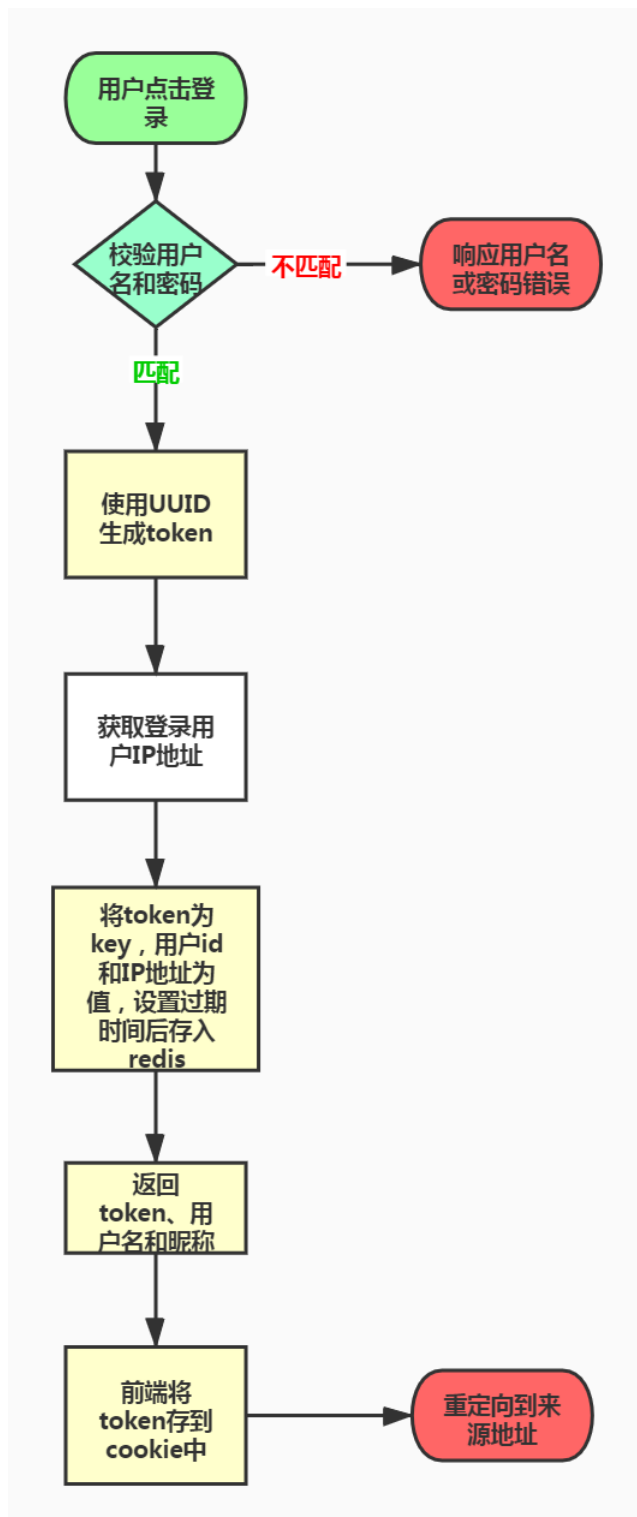 用户点击登
录
校验用户
名和密码
不匹配
响应用户名
或密码错误
匹配
使用UUID
生成token
获取登录用
户IP地址
将token为
key，用户id
和IP地址为
值，设置过期
时间后存入
redis
返回
token、用
户名和昵称
前端将
token存到
cookie中
重定向到来
源地址